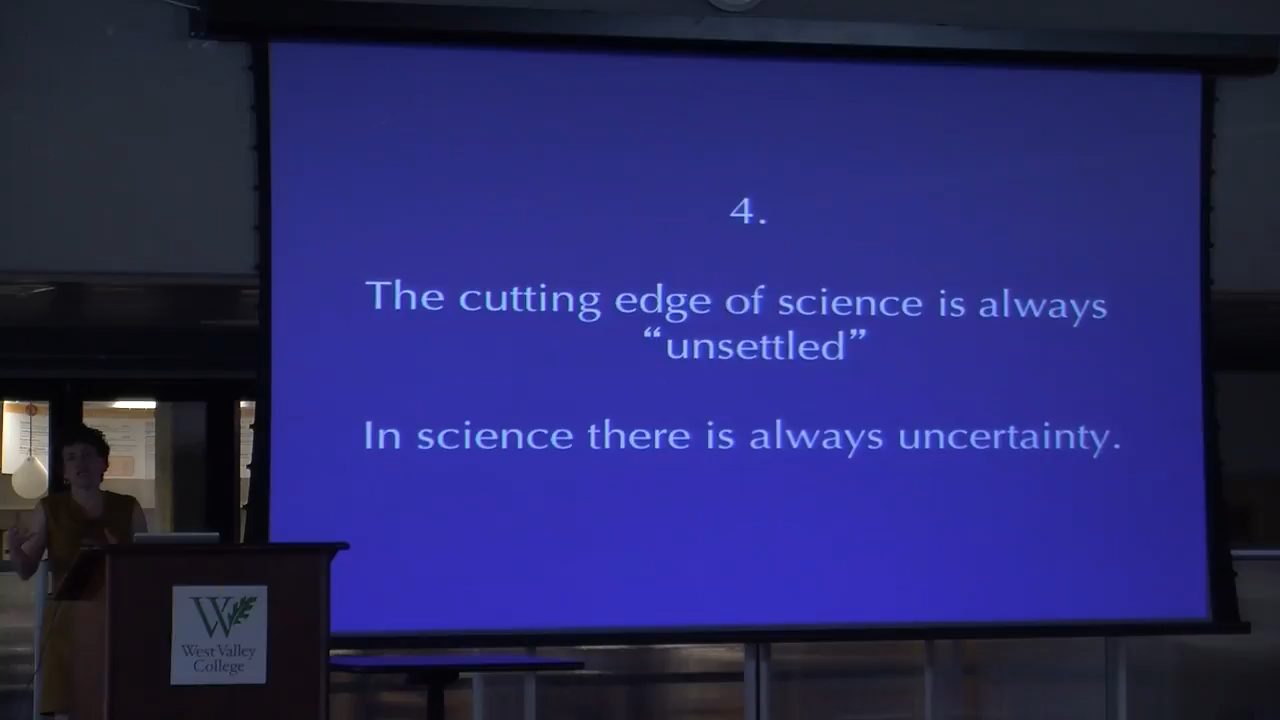 4.
The cutting edge of science is always
“unsettled”
In science there is always uncertainty.
W
West Valley
College